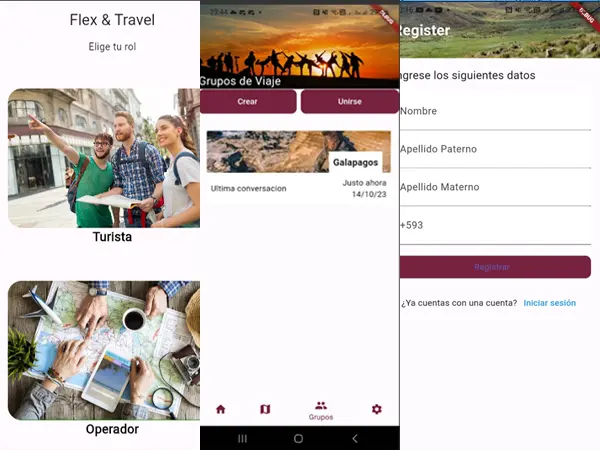 Flex & Travel
Elige tu rol
Turista
Operador
23:44
DEBUG
Grupos de Viaje
Crear
Unirse
Galapagos
Ultima conversacion
Justo ahora
14/10/23
Grupos
DEBUG
Register
ngrese los siguientes datos
Nombre
Apellido Paterno
Apellido Materno
+593
Registrar
¿Ya cuentas con una cuenta? Iniciar sesión